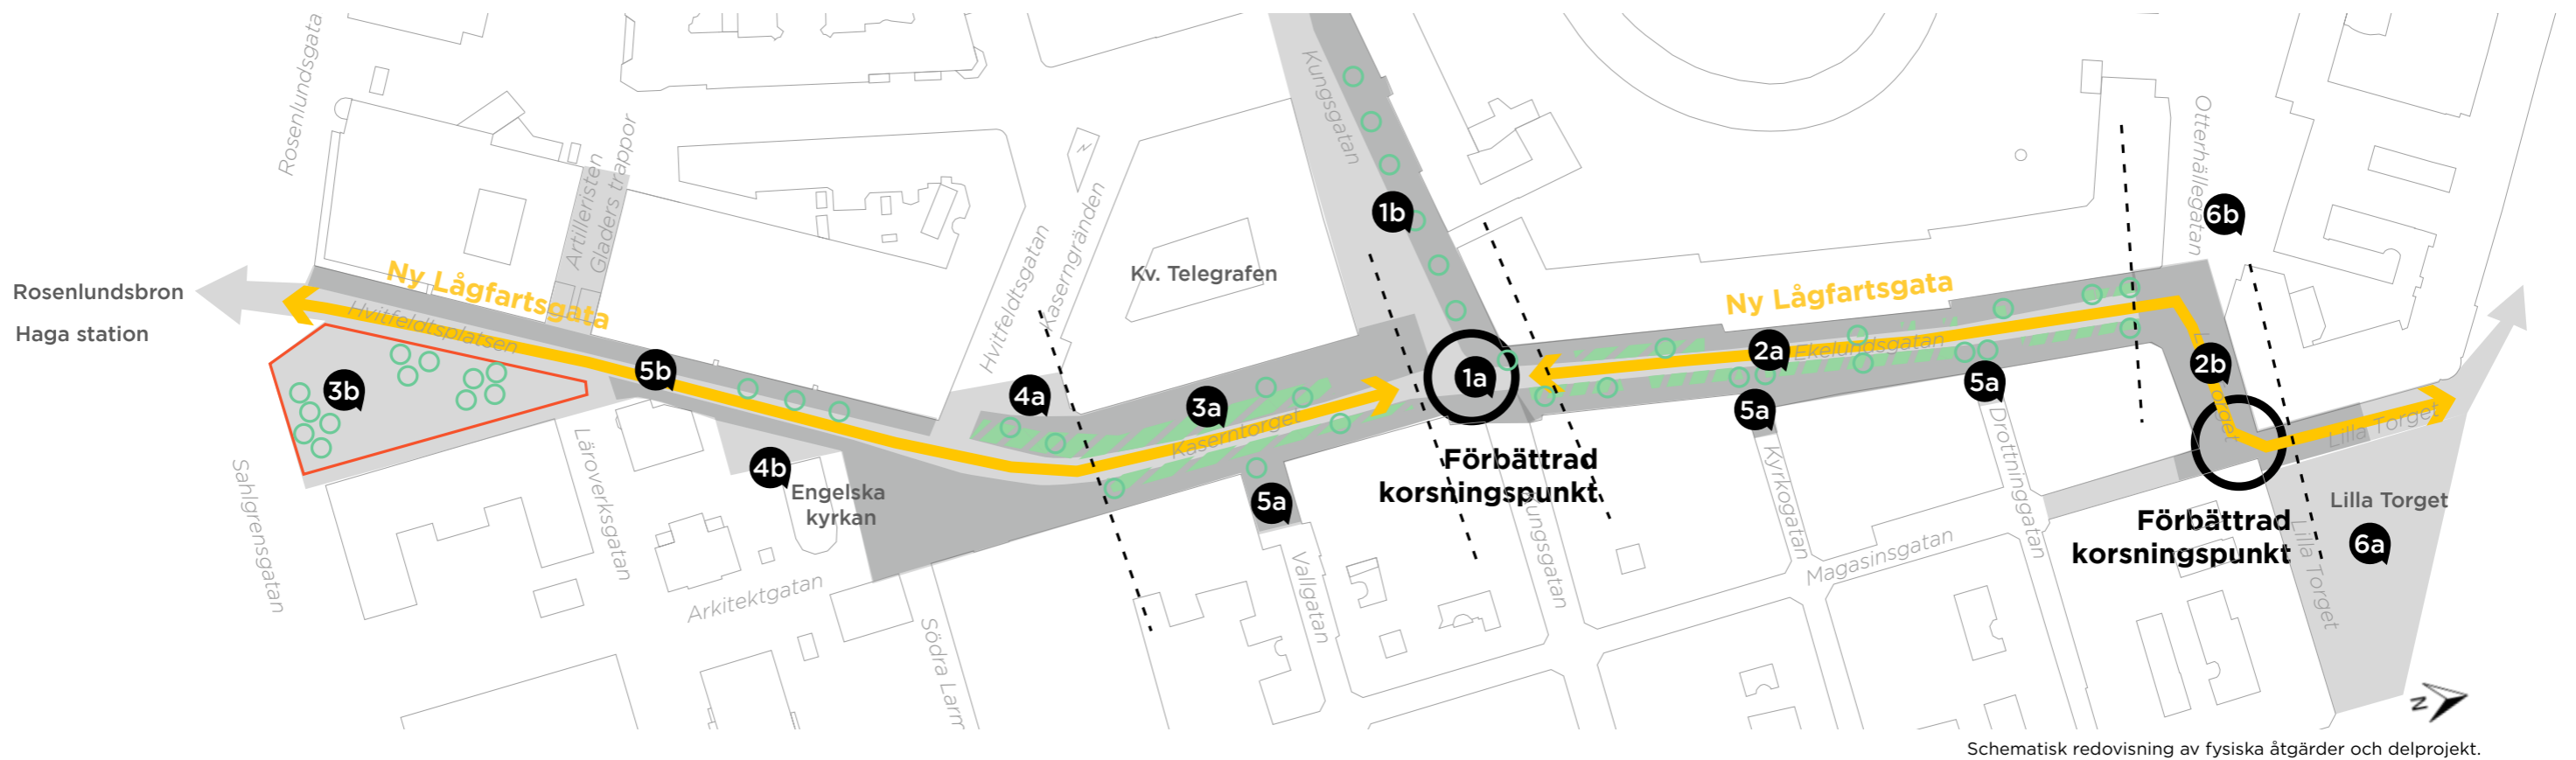 Rosenlundsgata
Artilleristen
Gladers trappor
Kungsgatan
Otterhällegatan
1b
6b
Hvitfeldtsgatan
Kaserngränden
Kv. Telegrafen
Rosenlundsbron
Haga station
Ny Lågfartsgata
Hvitfeldtsplatsen
Ny Lågfartsgata
Ekelundsgatan
2a
2b
Lilla Torget
1a
3b
5b
4a
3a
5a
5a
Kaserntorget
Lilla Torget
4b
Engelska
kyrkan
Förbättrad
korsningspunkt
5a
Sahlgrensgatan
Läroverksgatan
Arkitektgatan
Södra Larm
Vallgatan
Kungsgatan
Kyrkogatan
Magasinsgatan
Drottninggatan
Förbättrad
korsningspunkt
Lilla Torget
Lilla Torget
6a
N
Schematisk redovisning av fysiska åtgärder och delprojekt.